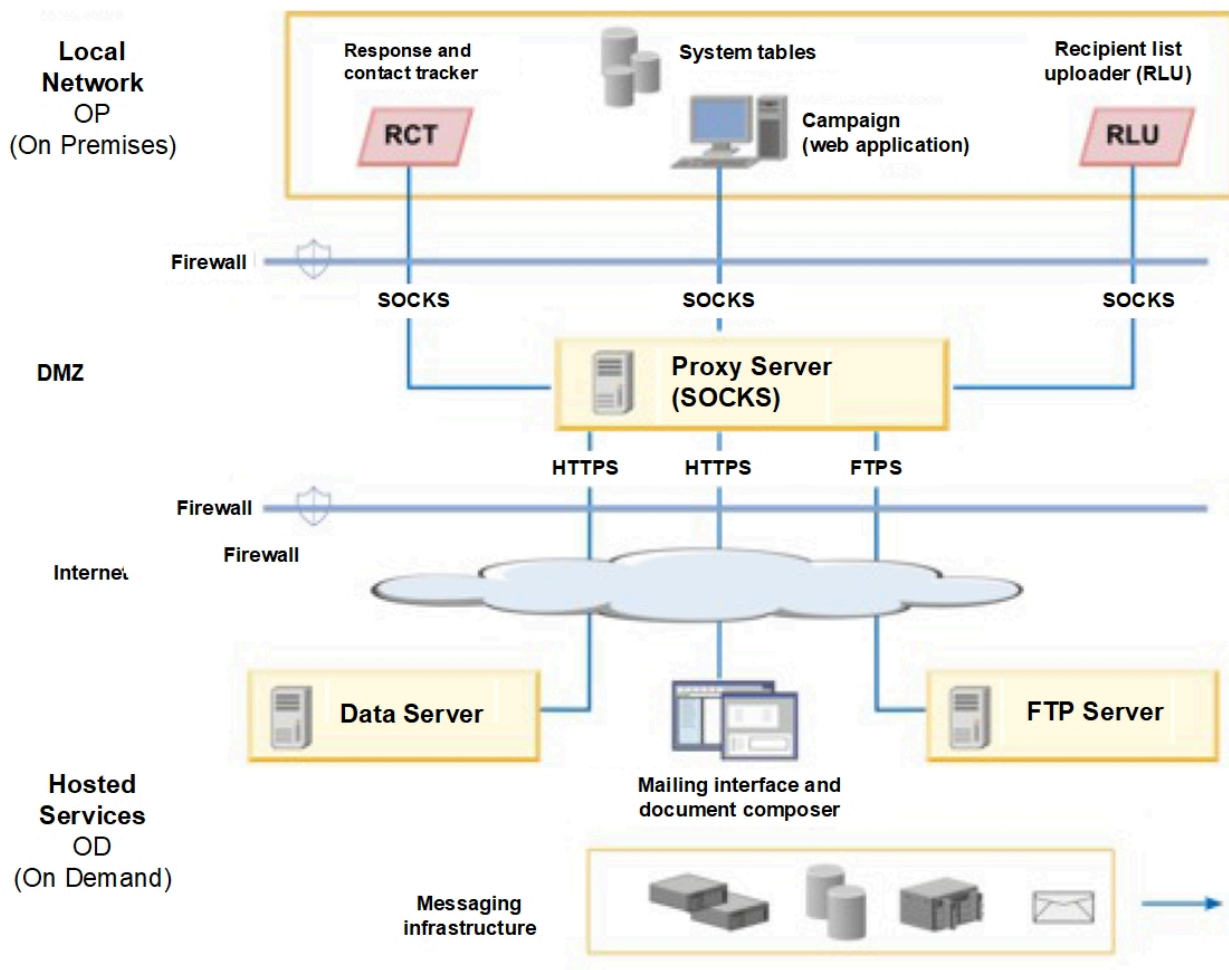 Local
Network
OP
(On Premises)
Response and
contact tracker
System tables
Recipient list
uploader (RLU)
RCT
Campaign
(web application)
RLU
Firewall
SOCKS
SOCKS
SOCKS
DMZ
Proxy Server
(SOCKS)
HTTPS
HTTPS
FTPS
Firewall
Firewall
Internet
Data Server
FTP Server
Mailing interface and
document composer
Hosted
Services
OD
(On Demand)
Messaging
infrastructure